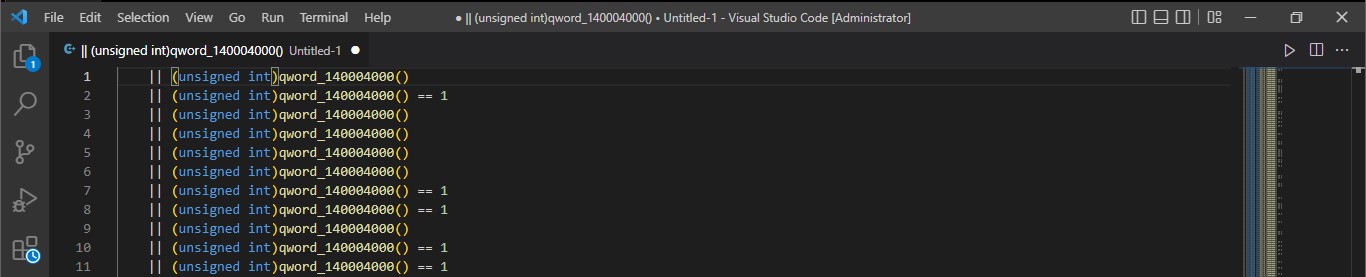 File Edit Selection View Go Run Terminal Help ● || (unsigned int)qword_140004000() • Untitled-1 - Visual Studio Code [Administrator]
|| (unsigned int)qword_140004000() Untitled-1 ●
1 || (unsigned int)qword_140004000()
2 || (unsigned int)qword_140004000() == 1
3 || (unsigned int)qword_140004000()
4 || (unsigned int)qword_140004000()
5 || (unsigned int)qword_140004000()
6 || (unsigned int)qword_140004000()
7 || (unsigned int)qword_140004000() == 1
8 || (unsigned int)qword_140004000() == 1
9 || (unsigned int)qword_140004000()
10 || (unsigned int)qword_140004000() == 1
11 || (unsigned int)qword_140004000() == 1
1